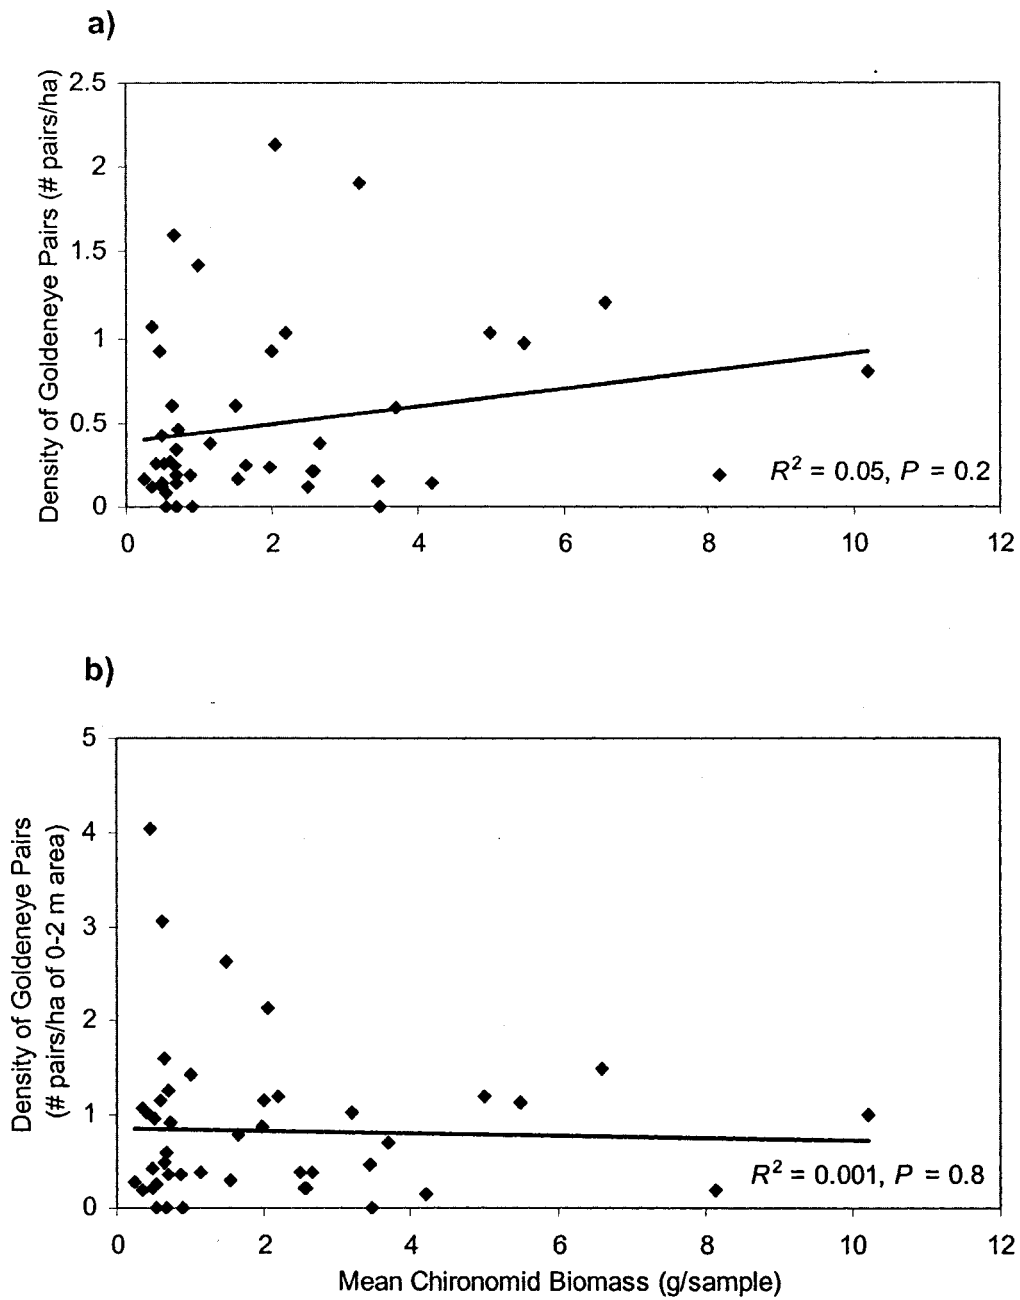 a)
Density of Goldeneye Pairs (# pairs/ha)
2.5
2
1.5
1
0.5
0
R² = 0.05, P = 0.2
0 2 4 6 8 10 12
b)
Density of Goldeneye Pairs
(# pairs/ha of 0-2 m area)
5
4
3
2
1
0
R² = 0.001, P = 0.8
0 2 4 6 8 10 12
Mean Chironomid Biomass (g/sample)